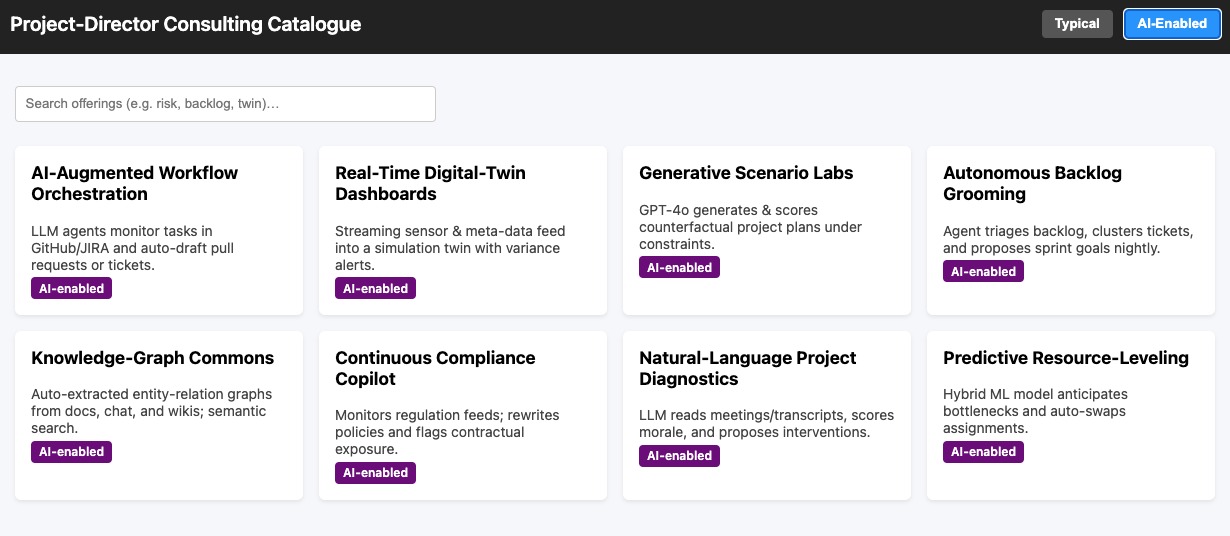 Project-Director Consulting Catalogue
Typical
AI-Enabled
Search offerings (e.g. risk, backlog, twin)…
AI-Augmented Workflow
Orchestration
LLM agents monitor tasks in
GitHub/JIRA and auto-draft pull
requests or tickets.
AI-enabled
Real-Time Digital-Twin
Dashboards
Streaming sensor & meta-data feed
into a simulation twin with variance
alerts.
AI-enabled
Generative Scenario Labs
GPT-4o generates & scores
counterfactual project plans under
constraints.
AI-enabled
Autonomous Backlog
Grooming
Agent triages backlog, clusters tickets,
and proposes sprint goals nightly.
AI-enabled
Knowledge-Graph Commons
Auto-extracted entity-relation graphs
from docs, chat, and wikis; semantic
search.
AI-enabled
Continuous Compliance
Copilot
Monitors regulation feeds; rewrites
policies and flags contractual
exposure.
AI-enabled
Natural-Language Project
Diagnostics
LLM reads meetings/transcripts, scores
morale, and proposes interventions.
AI-enabled
Predictive Resource-Leveling
Hybrid ML model anticipates
bottlenecks and auto-swaps
assignments.
AI-enabled